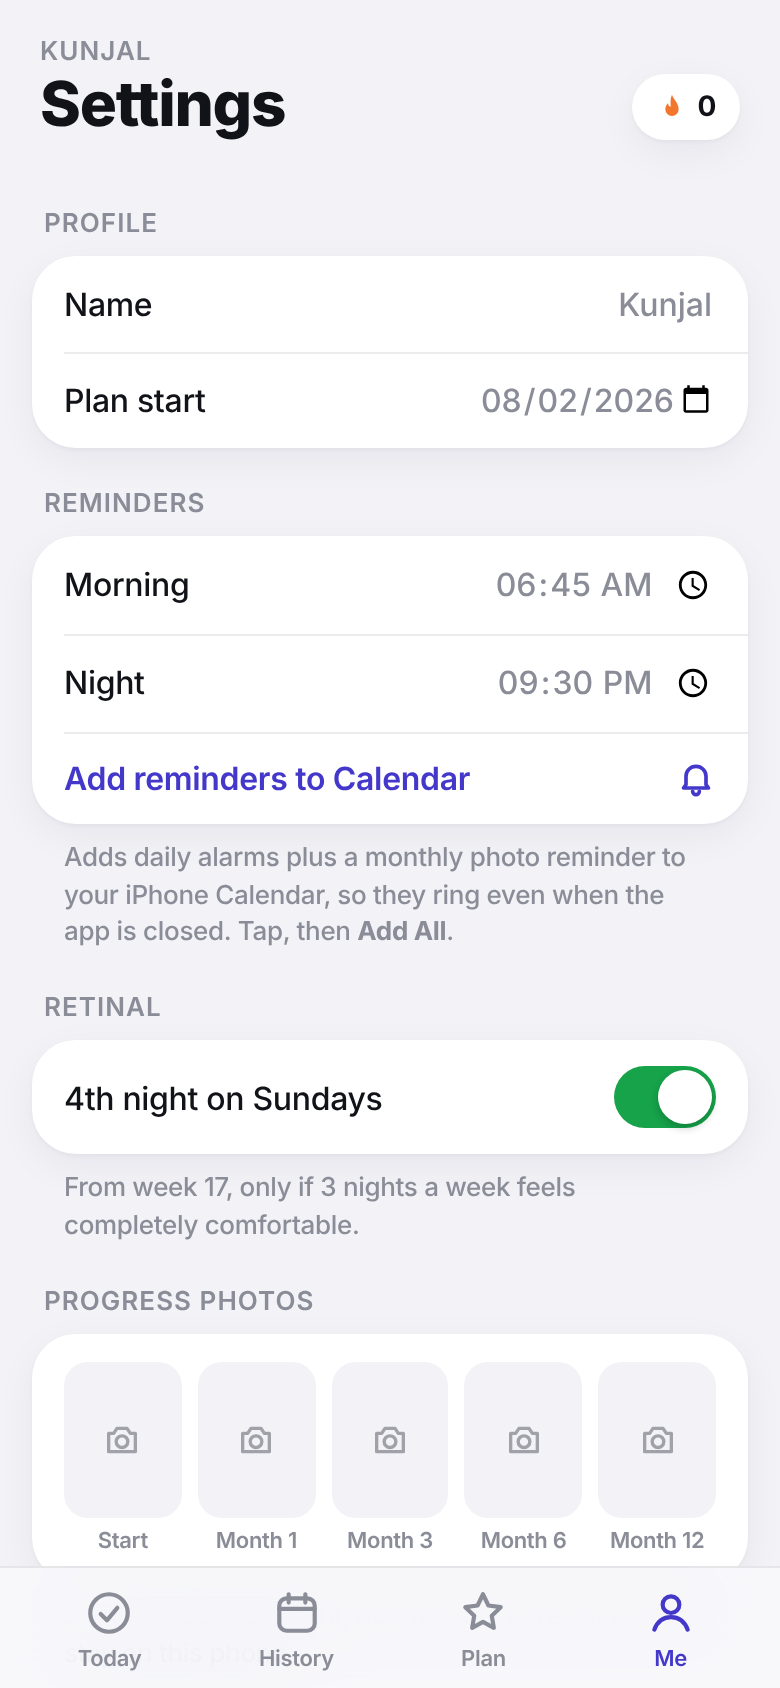 KUNJAL
Settings
0
PROFILE
Name Kunjal
Plan start 08/02/2026
REMINDERS
Morning 06:45 AM
Night 09:30 PM
Add reminders to Calendar
Adds daily alarms plus a monthly photo reminder to
your iPhone Calendar, so they ring even when the
app is closed. Tap, then Add All.
RETINAL
4th night on Sundays
From week 17, only if 3 nights a week feels
completely comfortable.
PROGRESS PHOTOS
Start Month 1 Month 3 Month 6 Month 12
Today History Plan Me